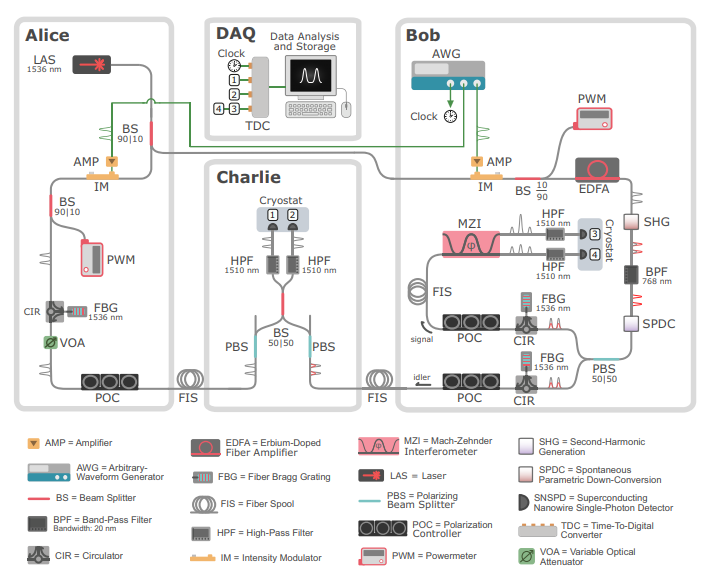 Alice
LAS
1536 nm
BS
90|10
AMP
IM
BS
90|10
PWM
CIR
FBG
1536 nm
VOA
POC
FIS
DAQ
Data Analysis
and Storage
Clock
1
2
4 3
TDC
Charlie
Cryostat
1 2
HPF
1510 nm
HPF
1510 nm
BS
50|50
PBS
PBS
FIS
Bob
AWG
Clock
PWM
AMP
IM
BS 10
90
EDFA
SHG
BPF
768 nm
SPDC
MZI
φ
HPF
1510 nm
3
4
Cryostat
HPF
1510 nm
FIS
signal
POC
FBG
1536 nm
CIR
FBG
1536 nm
PBS
50|50
idler
POC
CIR
AMP = Amplifier
AWG = Arbitrary-
Waveform Generator
BS = Beam Splitter
BPF = Band-Pass Filter
Bandwidth: 20 nm
CIR = Circulator
EDFA = Erbium-Doped
Fiber Amplifier
FBG = Fiber Bragg Grating
FIS = Fiber Spool
HPF = High-Pass Filter
IM = Intensity Modulator
φ
MZI = Mach-Zehnder
Interferometer
LAS = Laser
PBS = Polarizing
Beam Splitter
POC = Polarization
Controller
PWM = Powermeter
SHG = Second-Harmonic
Generation
SPDC = Spontaneous
Parametric Down-Conversion
SNSPD = Superconducting
Nanowire Single-Photon Detector
TDC = Time-To-Digital
Converter
VOA = Variable Optical
Attenuator